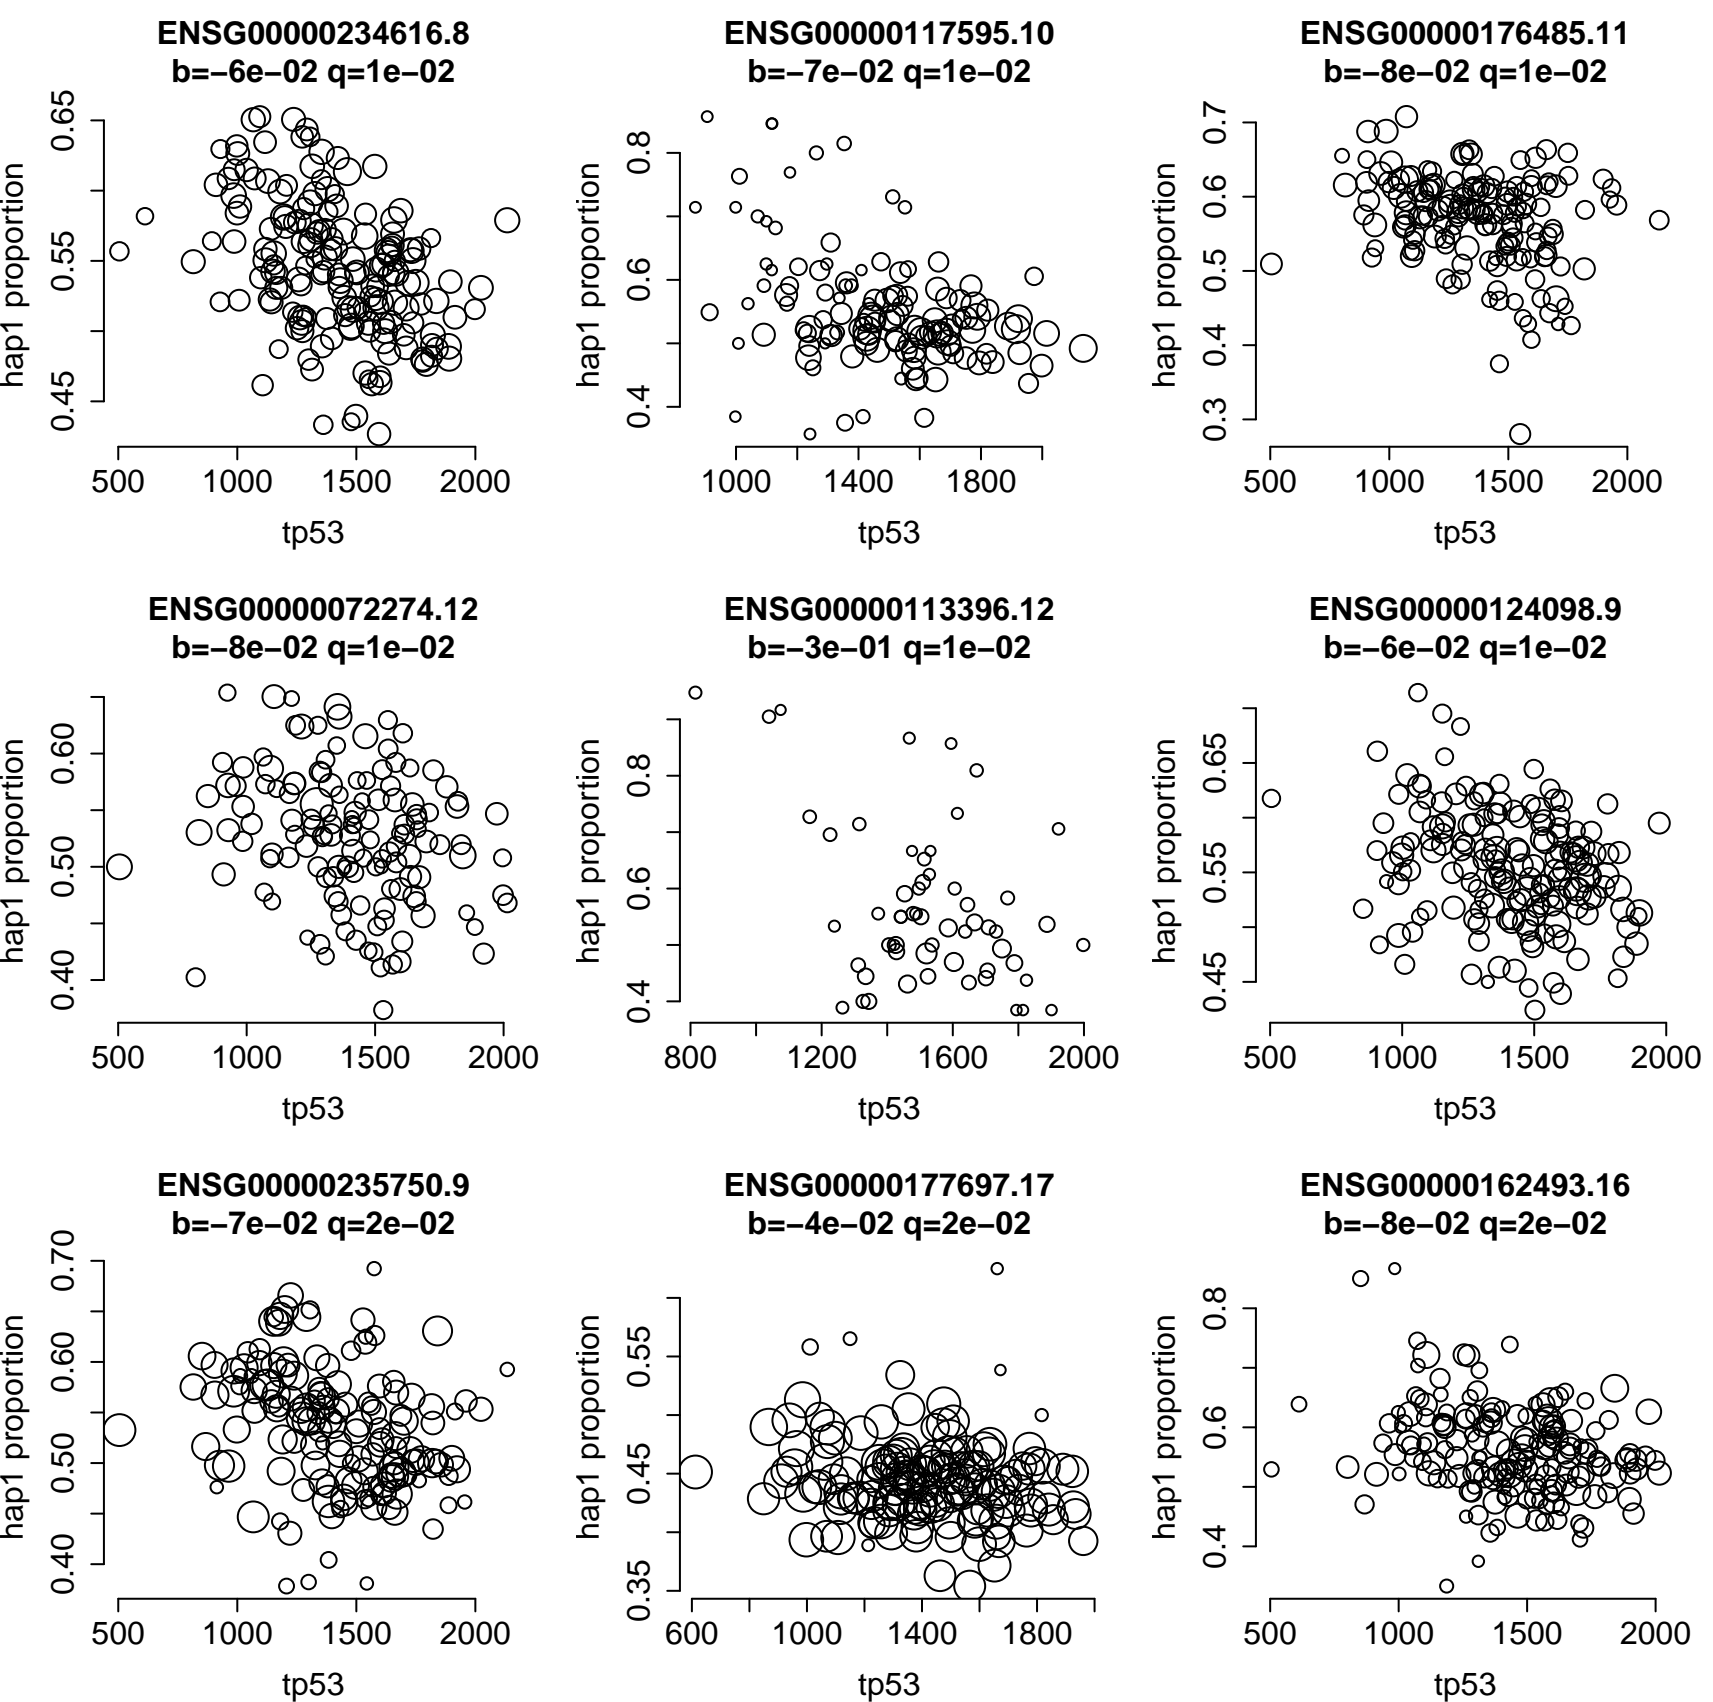 ENSG00000234616.8
b=−6e−02 q=1e−02
hap1 proportion
0.45 0.55 0.65
500 1000 1500 2000
tp53
ENSG00000117595.10
b=−7e−02 q=1e−02
hap1 proportion
0.4 0.6 0.8
1000 1400 1800
tp53
ENSG00000176485.11
b=−8e−02 q=1e−02
hap1 proportion
0.3 0.4 0.5 0.6 0.7
500 1000 1500 2000
tp53
ENSG00000072274.12
b=−8e−02 q=1e−02
hap1 proportion
0.40 0.50 0.60
500 1000 1500 2000
tp53
ENSG00000113396.12
b=−3e−01 q=1e−02
hap1 proportion
0.4 0.6 0.8
800 1200 1600 2000
tp53
ENSG00000124098.9
b=−6e−02 q=1e−02
hap1 proportion
0.45 0.55 0.65
500 1000 1500 2000
tp53
ENSG00000235750.9
b=−7e−02 q=2e−02
hap1 proportion
0.40 0.50 0.60 0.70
500 1000 1500 2000
tp53
ENSG00000177697.17
b=−4e−02 q=2e−02
hap1 proportion
0.35 0.45 0.55
600 1000 1400 1800
tp53
ENSG00000162493.16
b=−8e−02 q=2e−02
hap1 proportion
0.4 0.6 0.8
500 1000 1500 2000
tp53